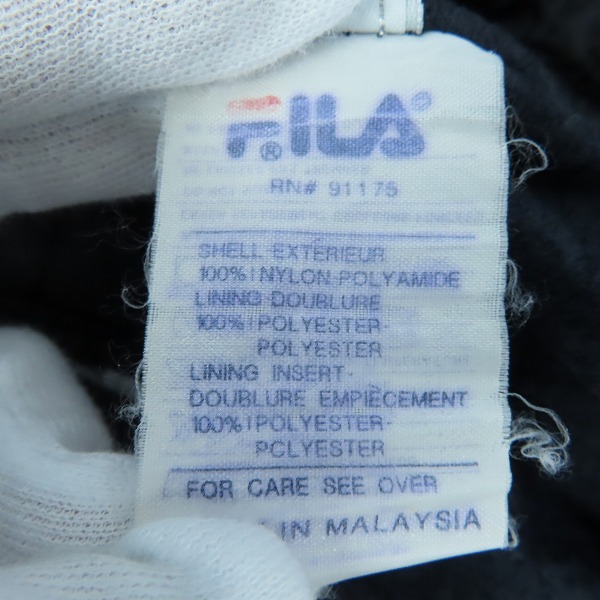 FILA®
RN# 91175
SHELL EXTERIEUR
100% NYLON-POLYAMIDE
LINING-DOUBLURE
100% POLYESTER-
POLYESTER
LINING INSERT-
DOUBLURE EMPIÈCEMENT
100% POLYESTER-
POLYESTER
FOR CARE SEE OVER
IN MALAYSIA